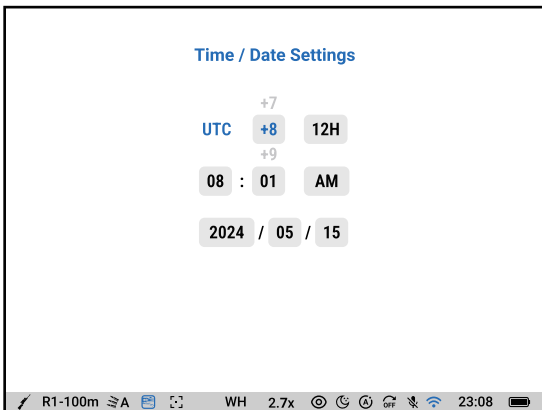 Time / Date Settings
+7
UTC +8 12H
+9
08 : 01 AM
2024 / 05 / 15
R1-100m A WH 2.7x A OFF 23:08